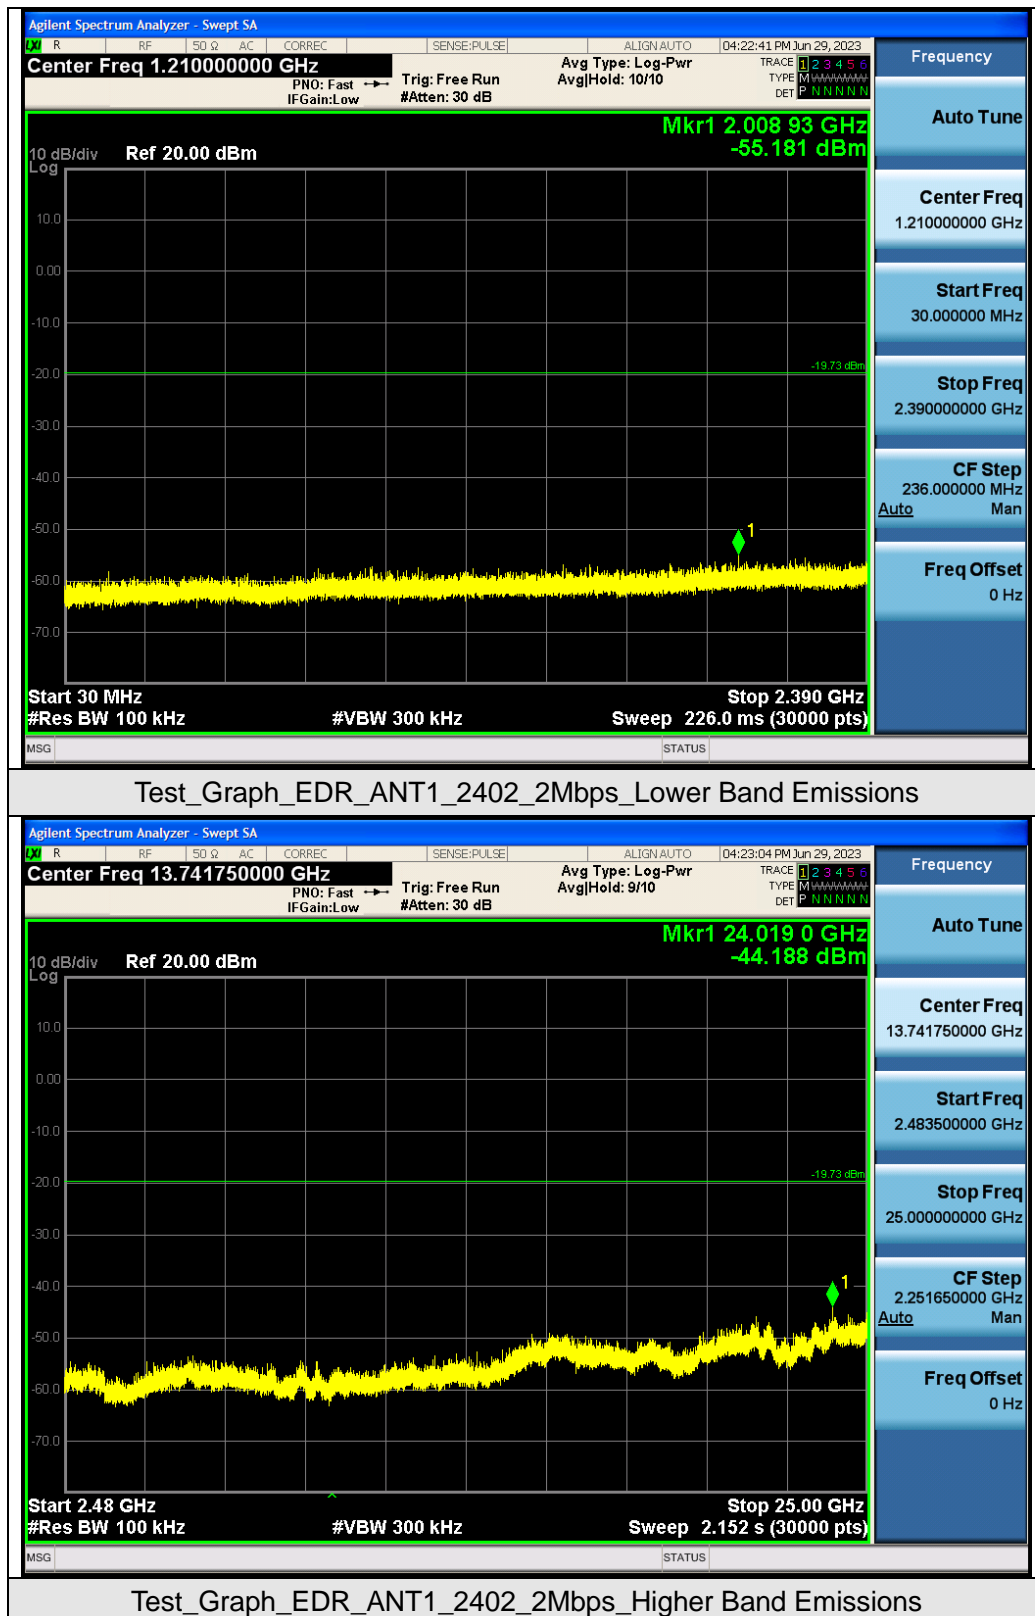 Agilent Spectrum Analyzer - Swept SA
LXI R RF 50 Ω AC CORREC SENSE:PULSE ALIGN AUTO 04:22:41 PM Jun 29, 2023
Center Freq 1.210000000 GHz
PNO: Fast
IFGain:Low
Trig: Free Run
#Atten: 30 dB
Avg Type: Log-Pwr
Avg|Hold: 10/10
TRACE 1 2 3 4 5 6
TYPE M
DET P N N N N N
Mkr1 2.008 93 GHz
-55.181 dBm
10 dB/div Ref 20.00 dBm
Log
10.0
0.00
-10.0
-19.73 dBm
-20.0
-30.0
-40.0
-50.0
1
-60.0
-70.0
Start 30 MHz Stop 2.390 GHz
#Res BW 100 kHz #VBW 300 kHz Sweep 226.0 ms (30000 pts)
MSG STATUS
Frequency
Auto Tune
Center Freq
1.210000000 GHz
Start Freq
30.000000 MHz
Stop Freq
2.390000000 GHz
CF Step
236.000000 MHz
Auto Man
Freq Offset
0 Hz
Test_Graph_EDR_ANT1_2402_2Mbps_Lower Band Emissions
Agilent Spectrum Analyzer - Swept SA
LXI R RF 50 Ω AC CORREC SENSE:PULSE ALIGN AUTO 04:23:04 PM Jun 29, 2023
Center Freq 13.741750000 GHz
PNO: Fast
IFGain:Low
Trig: Free Run
#Atten: 30 dB
Avg Type: Log-Pwr
Avg|Hold: 9/10
TRACE 1 2 3 4 5 6
TYPE M
DET P N N N N N
Mkr1 24.019 0 GHz
-44.188 dBm
10 dB/div Ref 20.00 dBm
Log
10.0
0.00
-10.0
-19.73 dBm
-20.0
-30.0
-40.0
1
-50.0
-60.0
-70.0
Start 2.48 GHz Stop 25.00 GHz
#Res BW 100 kHz #VBW 300 kHz Sweep 2.152 s (30000 pts)
MSG STATUS
Frequency
Auto Tune
Center Freq
13.741750000 GHz
Start Freq
2.483500000 GHz
Stop Freq
25.000000000 GHz
CF Step
2.251650000 GHz
Auto Man
Freq Offset
0 Hz
Test_Graph_EDR_ANT1_2402_2Mbps_Higher Band Emissions